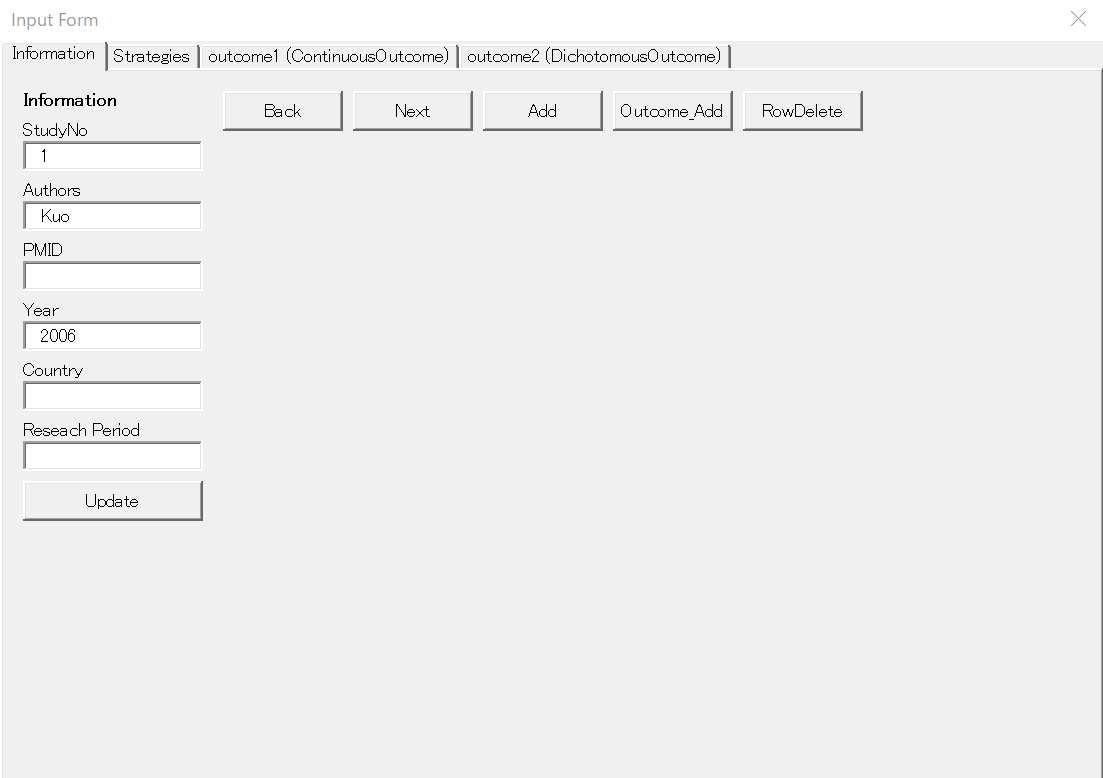 Input Form
Information Strategies outcome1 (ContinuousOutcome) outcome2 (DichotomousOutcome)
Information
Back Next Add Outcome_Add RowDelete
StudyNo
1
Authors
Kuo
PMID
Year
2006
Country
Reseach Period
Update